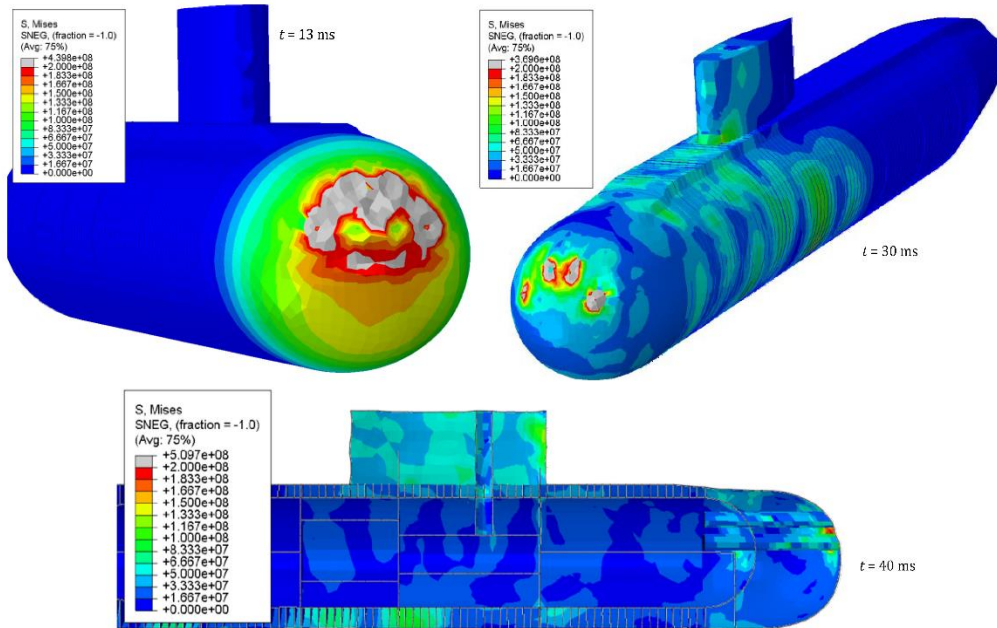 S, Mises
SNEG, (fraction = -1.0)
(Avg: 75%)
+4.398e+08
+2.000e+08
+1.833e+08
+1.667e+08
+1.500e+08
+1.333e+08
+1.167e+08
+1.000e+08
+8.333e+07
+6.667e+07
+5.000e+07
+3.333e+07
+1.667e+07
+0.000e+00
t = 13 ms
S, Mises
SNEG, (fraction = -1.0)
(Avg: 75%)
+3.696e+08
+2.000e+08
+1.833e+08
+1.667e+08
+1.500e+08
+1.333e+08
+1.167e+08
+1.000e+08
+8.333e+07
+6.667e+07
+5.000e+07
+3.333e+07
+1.667e+07
+0.000e+00
t = 30 ms
S, Mises
SNEG, (fraction = -1.0)
(Avg: 75%)
+5.097e+08
+2.000e+08
+1.833e+08
+1.667e+08
+1.500e+08
+1.333e+08
+1.167e+08
+1.000e+08
+8.333e+07
+6.667e+07
+5.000e+07
+3.333e+07
+1.667e+07
+0.000e+00
t = 40 ms